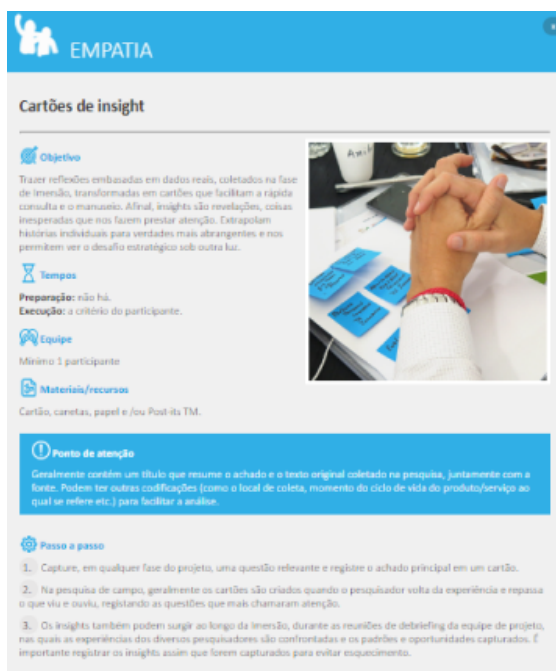 EMPATIA
Cartões de insight
Objetivo
Trazer reflexões embasadas em dados reais, coletados na fase
de Imersão, transformadas em cartões que facilitam a rápida
consulta e o manuseio. Afinal, insights são revelações, coisas
inesperadas que nos fazem prestar atenção. Extrapolam
histórias individuais para verdades mais abrangentes e nos
permitem ver o desafio estratégico sob outra luz.
Tempos
Preparação: não há.
Execução: a critério do participante.
Equipe
Mínimo 1 participante
Materiais/recursos
Cartão, canetas, papel e /ou Post-its TM.
Ponto de atenção
Geralmente contém um título que resume o achado e o texto original coletado na pesquisa, juntamente com a
fonte. Podem ter outras codificações (como o local de coleta, momento do ciclo de vida do produto/serviço ao
qual se refere etc.) para facilitar a análise.
Passo a passo
1. Capture, em qualquer fase do projeto, uma questão relevante e registre o achado principal em um cartão.
2. Na pesquisa de campo, geralmente os cartões são criados quando o pesquisador volta da experiência e repassa
o que viu e ouviu, registando as questões que mais chamaram atenção.
3. Os insights também podem surgir ao longo da Imersão, durante as reuniões de debriefing da equipe de projeto,
nas quais as experiências dos diversos pesquisadores são confrontadas e os padrões e oportunidades capturados. É
importante registrar os insights assim que forem capturados para evitar esquecimento.